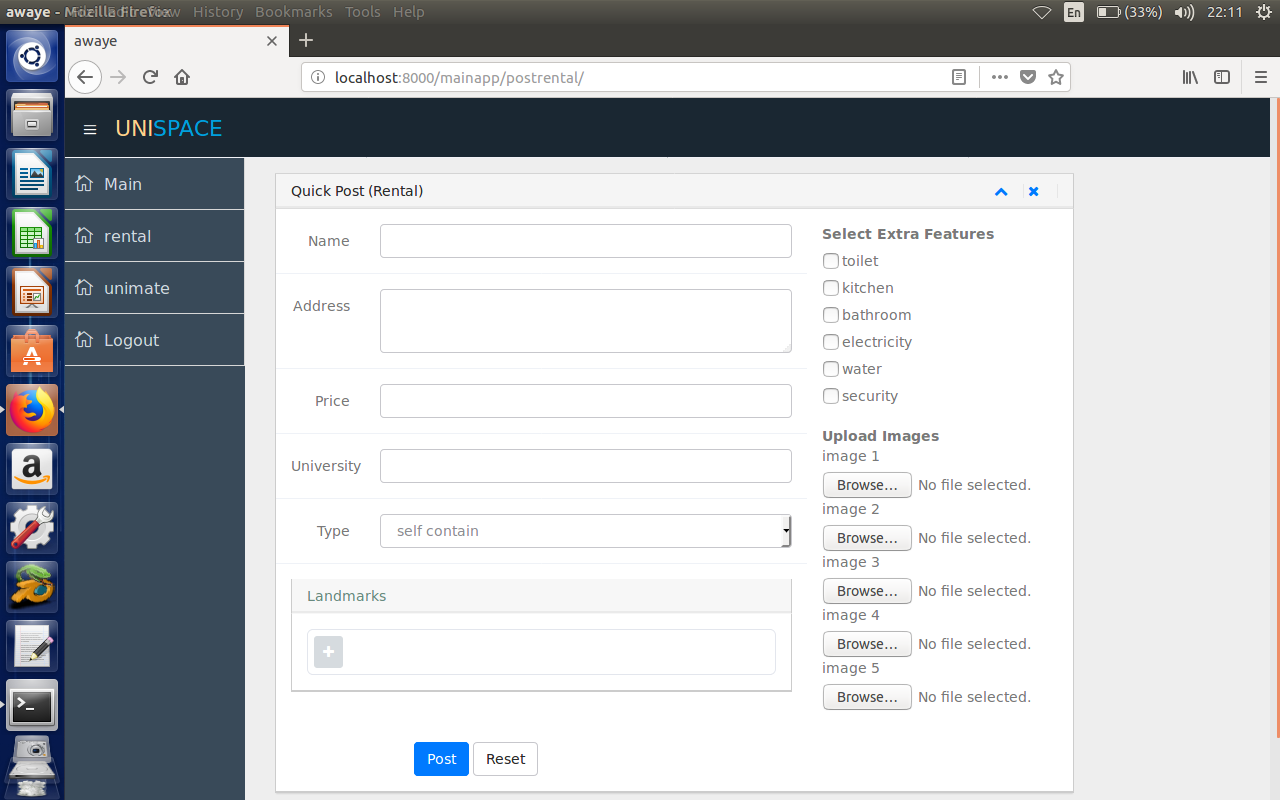 awaye - Mozilla Firefox View History Bookmarks Tools Help
En (33%) 22:11
awaye
localhost:8000/mainapp/postrental/
UNISPACE
Main
rental
unimate
Logout
Quick Post (Rental)
Name
Address
Price
University
Type self contain
Landmarks
Post Reset
Select Extra Features
toilet
kitchen
bathroom
electricity
water
security
Upload Images
image 1
Browse... No file selected.
image 2
Browse... No file selected.
image 3
Browse... No file selected.
image 4
Browse... No file selected.
image 5
Browse... No file selected.